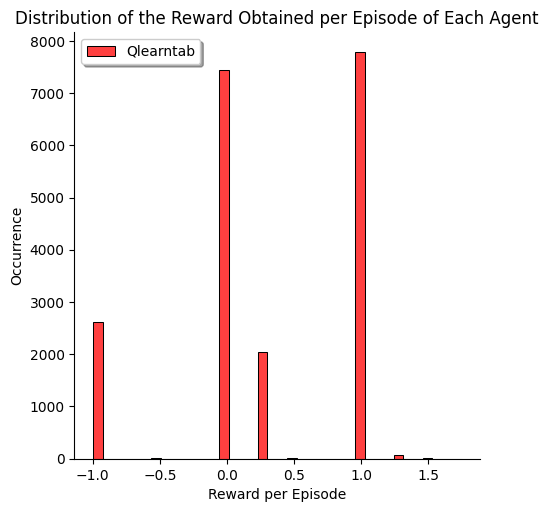 Distribution of the Reward Obtained per Episode of Each Agent
Qlearntab
8000
7000
6000
5000
4000
3000
2000
1000
0
Occurrence
−1.0 −0.5 0.0 0.5 1.0 1.5
Reward per Episode